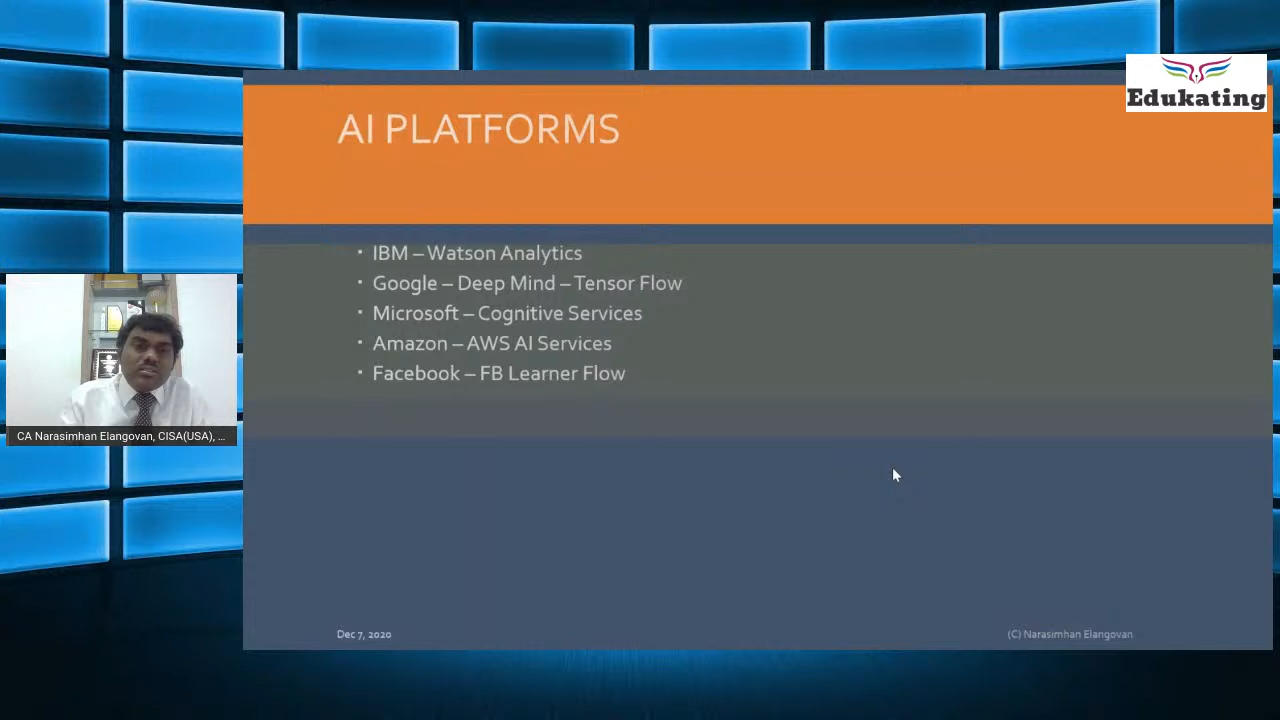 Edukating
AI PLATFORMS
• IBM – Watson Analytics
• Google – Deep Mind – Tensor Flow
• Microsoft – Cognitive Services
• Amazon – AWS AI Services
• Facebook – FB Learner Flow
CA Narasimhan Elangovan, CISA(USA), ...
Dec 7, 2020
(C) Narasimhan Elangovan